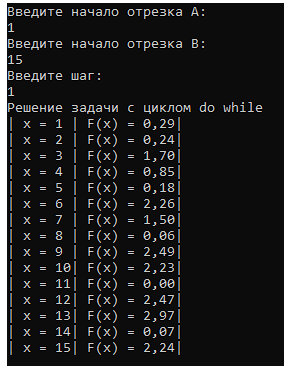 Введите начало отрезка A:
1
Введите начало отрезка B:
15
Введите шаг:
1
Решение задачи с циклом do while
| x = 1 | F(x) = 0,29|
| x = 2 | F(x) = 0,24|
| x = 3 | F(x) = 1,70|
| x = 4 | F(x) = 0,85|
| x = 5 | F(x) = 0,18|
| x = 6 | F(x) = 2,26|
| x = 7 | F(x) = 1,50|
| x = 8 | F(x) = 0,06|
| x = 9 | F(x) = 2,49|
| x = 10| F(x) = 2,23|
| x = 11| F(x) = 0,00|
| x = 12| F(x) = 2,47|
| x = 13| F(x) = 2,97|
| x = 14| F(x) = 0,07|
| x = 15| F(x) = 2,24|